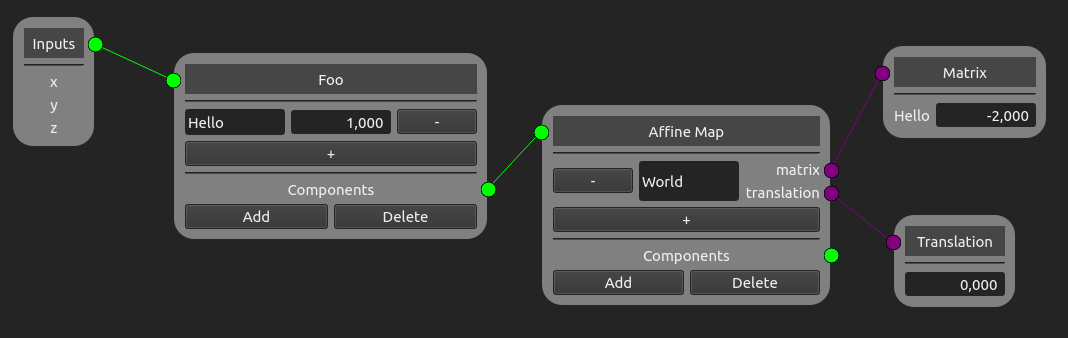 Inputs
x
y
z
Foo
Hello 1,000 -
+
Components
Add Delete
Affine Map
- World matrix
translation
+
Components
Add Delete
Matrix
Hello -2,000
Translation
0,000